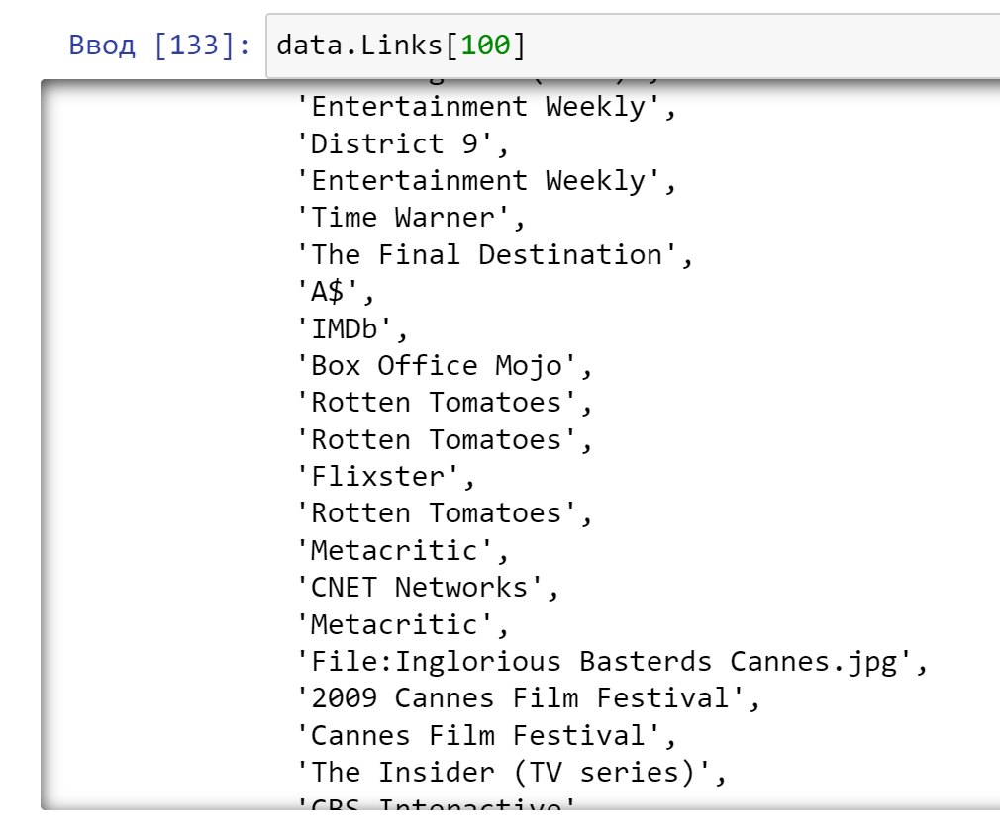 Ввод [133]: data.Links[100]
'Entertainment Weekly',
'District 9',
'Entertainment Weekly',
'Time Warner',
'The Final Destination',
'A$',
'IMDb',
'Box Office Mojo',
'Rotten Tomatoes',
'Rotten Tomatoes',
'Flixster',
'Rotten Tomatoes',
'Metacritic',
'CNET Networks',
'Metacritic',
'File:Inglorious Basterds Cannes.jpg',
'2009 Cannes Film Festival',
'Cannes Film Festival',
'The Insider (TV series)',
'CBS Interactive'